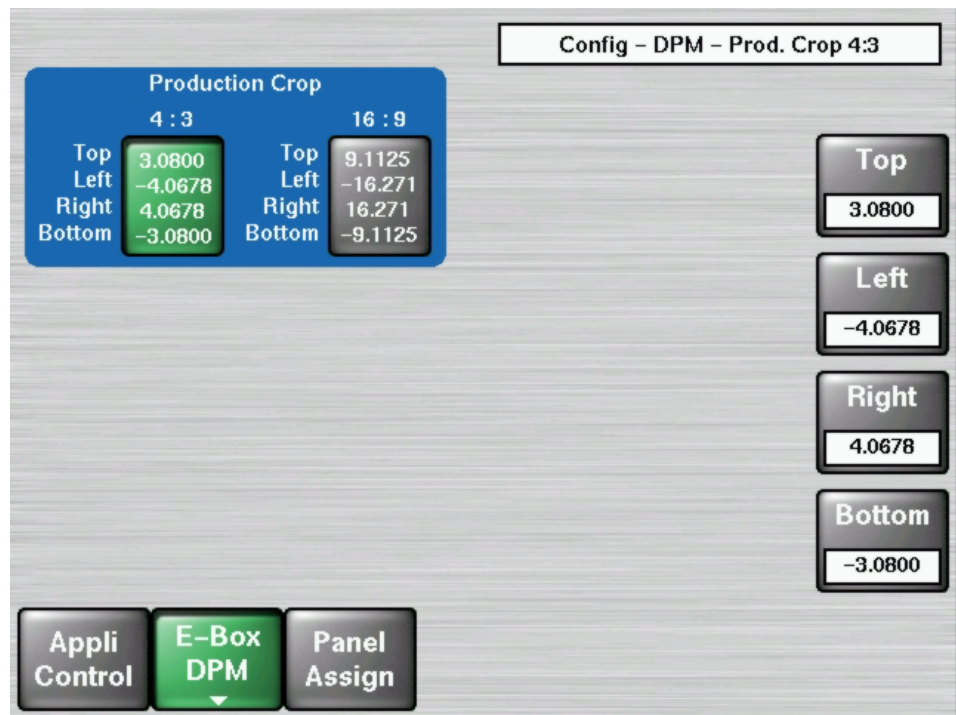 Config - DPM - Prod. Crop 4:3
Production Crop
4 : 3 16 : 9
Top 3.0800 Top 9.1125
Left -4.0678 Left -16.271
Right 4.0678 Right 16.271
Bottom -3.0800 Bottom -9.1125
Top
3.0800
Left
-4.0678
Right
4.0678
Bottom
-3.0800
Appli
Control
E-Box
DPM
Panel
Assign